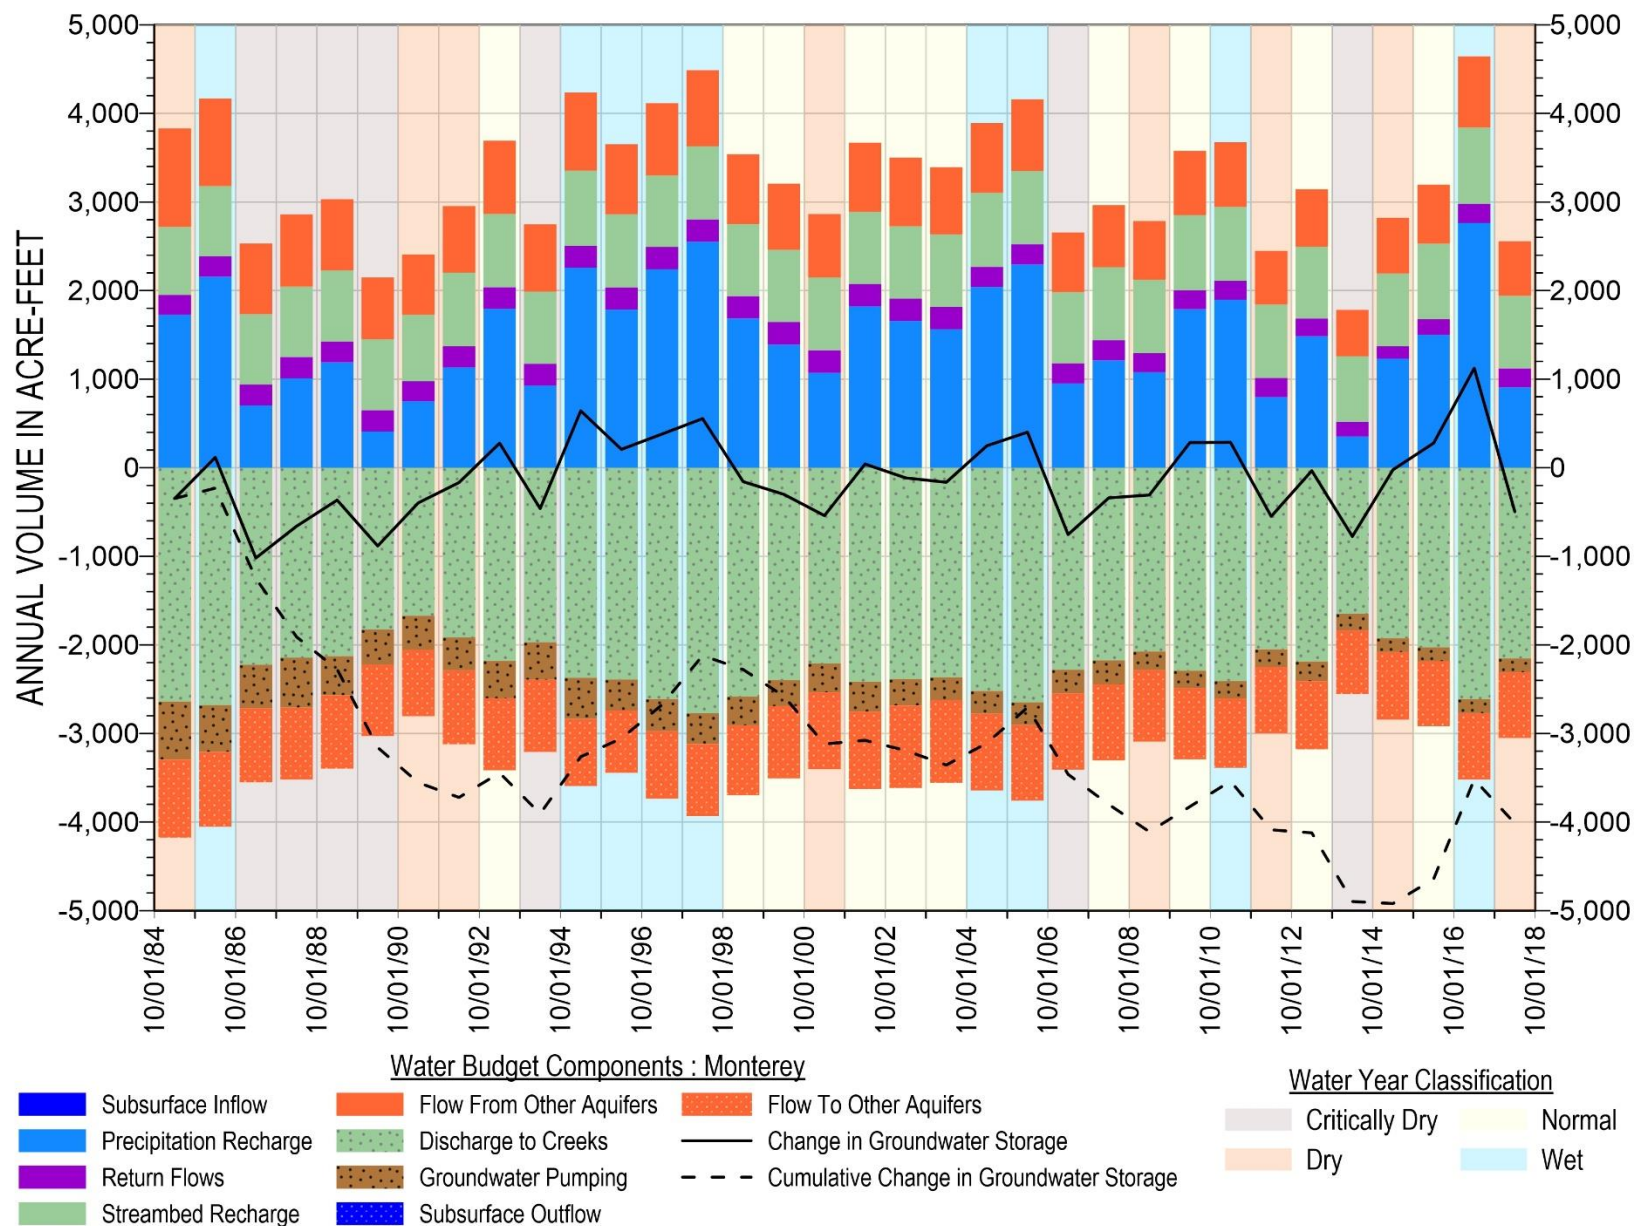 5,000 5,000
4,000 4,000
3,000 3,000
2,000 2,000
1,000 1,000
0 0
-1,000 -1,000
-2,000 -2,000
-3,000 -3,000
-4,000 -4,000
-5,000 -5,000
ANNUAL VOLUME IN ACRE-FEET
10/01/84
10/01/86
10/01/88
10/01/90
10/01/92
10/01/94
10/01/96
10/01/98
10/01/00
10/01/02
10/01/04
10/01/06
10/01/08
10/01/10
10/01/12
10/01/14
10/01/16
10/01/18
Water Budget Components : Monterey
Subsurface Inflow
Precipitation Recharge
Return Flows
Streambed Recharge
Flow From Other Aquifers
Discharge to Creeks
Groundwater Pumping
Subsurface Outflow
Flow To Other Aquifers
Change in Groundwater Storage
Cumulative Change in Groundwater Storage
Water Year Classification
Critically Dry
Dry
Normal
Wet